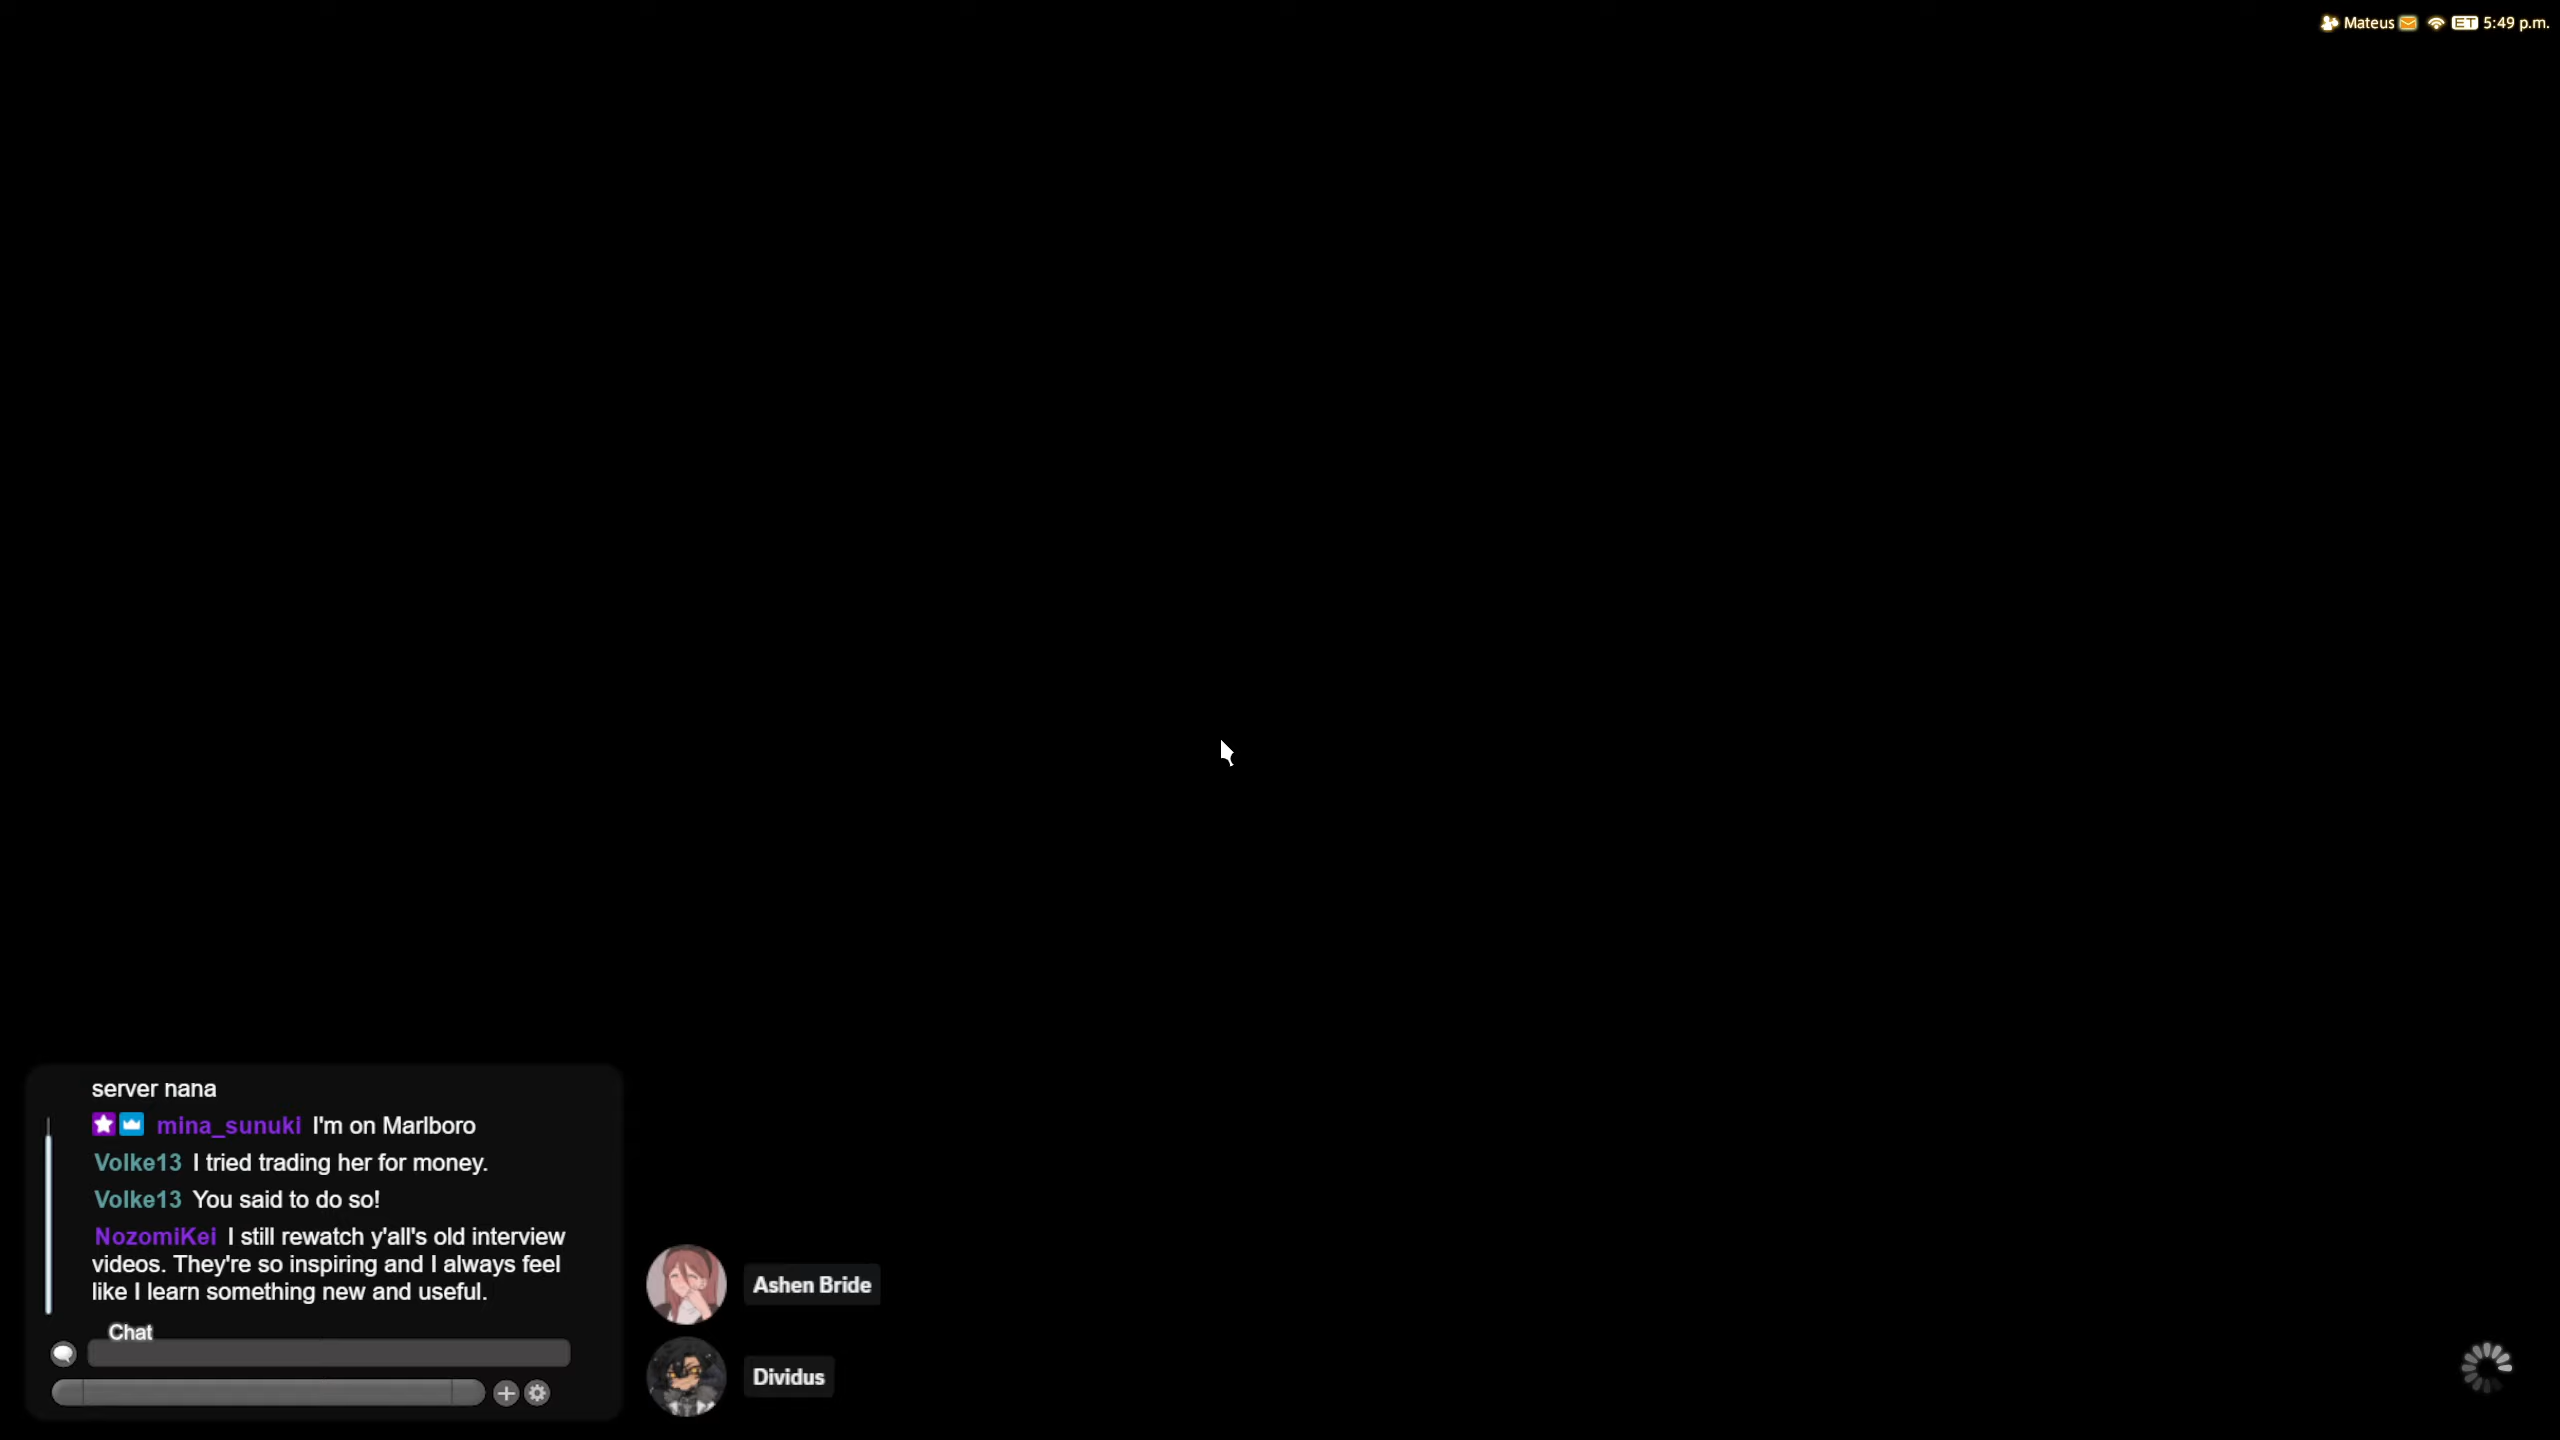 Mateus ET 5:49 p.m.
server nana
mina_sunuki I'm on Marlboro
Volke13 I tried trading her for money.
Volke13 You said to do so!
NozomiKei I still rewatch y'all's old interview
videos. They're so inspiring and I always feel
like I learn something new and useful.
Chat
Ashen Bride
Dividus